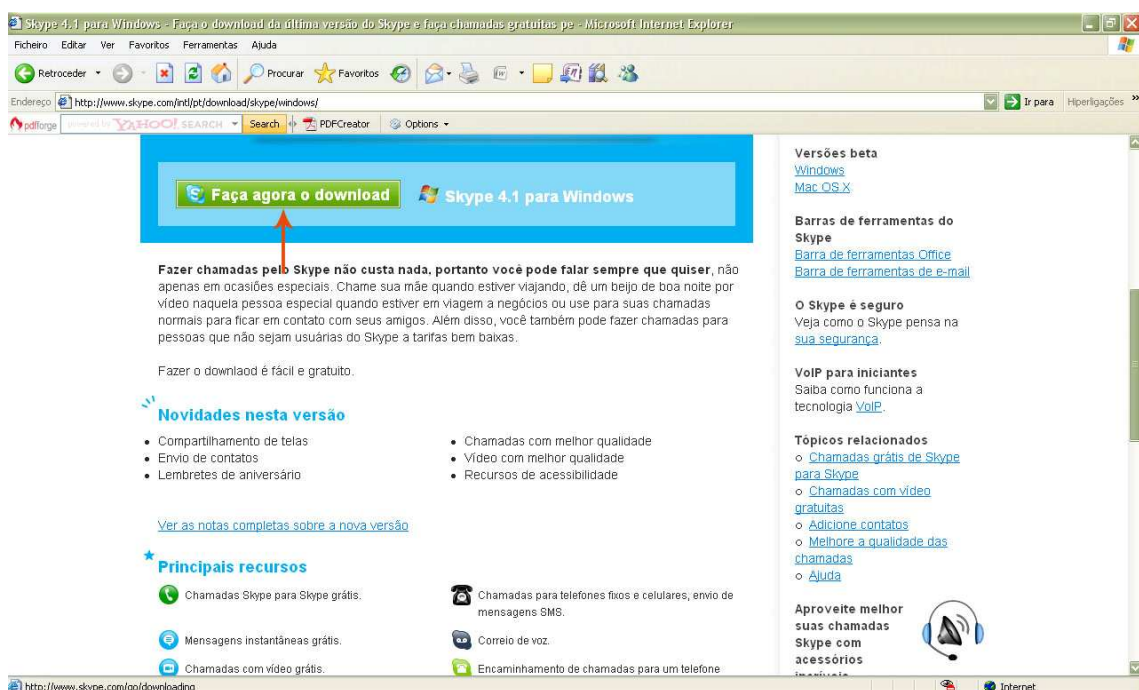 Skype 4.1 para Windows - Faça o download da última versão do Skype e faça chamadas gratuitas pe - Microsoft Internet Explorer
Ficheiro Editar Ver Favoritos Ferramentas Ajuda
Retroceder Procurar Favoritos
Endereço http://www.skype.com/intl/pt/download/skype/windows/ Ir para Hiperligações »
pdfforge YAHOO! SEARCH Search PDFCreator Options
Faça agora o download Skype 4.1 para Windows
Fazer chamadas pelo Skype não custa nada, portanto você pode falar sempre que quiser, não
apenas em ocasiões especiais. Chame sua mãe quando estiver viajando, dê um beijo de boa noite por
vídeo naquela pessoa especial quando estiver em viagem a negócios ou use para suas chamadas
normais para ficar em contato com seus amigos. Além disso, você também pode fazer chamadas para
pessoas que não sejam usuárias do Skype a tarifas bem baixas.
Fazer o downlaod é fácil e gratuito.
Novidades nesta versão
• Compartilhamento de telas
• Envio de contatos
• Lembretes de aniversário
• Chamadas com melhor qualidade
• Vídeo com melhor qualidade
• Recursos de acessibilidade
Ver as notas completas sobre a nova versão
Principais recursos
Chamadas Skype para Skype grátis.
Chamadas para telefones fixos e celulares, envio de
mensagens SMS.
Mensagens instantâneas grátis.
Correio de voz.
Chamadas com vídeo grátis.
Encaminhamento de chamadas para um telefone
Versões beta
Windows
Mac OS X
Barras de ferramentas do
Skype
Barra de ferramentas Office
Barra de ferramentas de e-mail
O Skype é seguro
Veja como o Skype pensa na
sua segurança.
VoIP para iniciantes
Saiba como funciona a
tecnologia VoIP.
Tópicos relacionados
o Chamadas grátis de Skype
para Skype
o Chamadas com vídeo
gratuitas
o Adicione contatos
o Melhore a qualidade das
chamadas
o Ajuda
Aproveite melhor
suas chamadas
Skype com
acessórios
incríveis
http://www.skype.com/go/downloading Internet